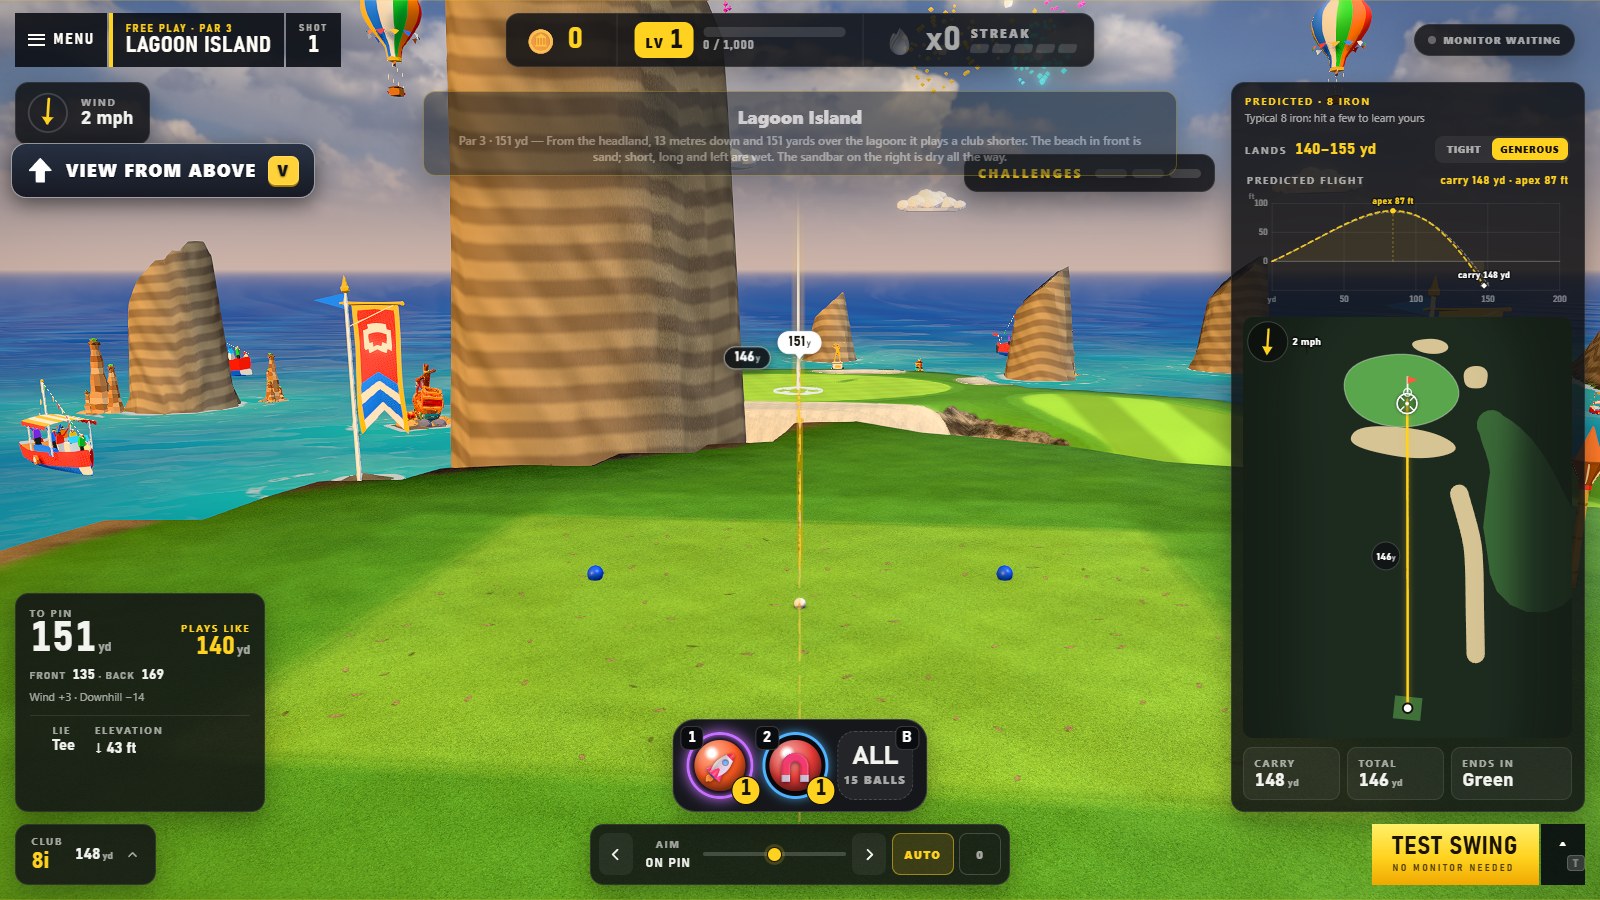 MENU
FREE PLAY · PAR 3
LAGOON ISLAND
SHOT
1
0
LV 1
0 / 1,000
x0 STREAK
MONITOR WAITING
WIND
2 mph
VIEW FROM ABOVE V
Lagoon Island
Par 3 · 151 yd — From the headland, 13 metres down and 151 yards over the lagoon: it plays a club shorter. The beach in front is
sand; short, long and left are wet. The sandbar on the right is dry all the way.
CHALLENGES
PREDICTED · 8 IRON
Typical 8 iron: hit a few to learn yours
LANDS 140–155 yd
TIGHT GENEROUS
PREDICTED FLIGHT
carry 148 yd · apex 87 ft
ft
100
50
0
apex 87 ft
carry 148 yd
yd 50 100 150 200
2 mph
146y
151y
146y
TO PIN
151 yd
PLAYS LIKE
140 yd
FRONT 135 · BACK 169
Wind +3 · Downhill −14
LIE
Tee
ELEVATION
↓ 43 ft
1 2 B
1 1
ALL
15 BALLS
CARRY
148 yd
TOTAL
146 yd
ENDS IN
Green
CLUB
8i 148 yd
AIM
ON PIN
AUTO 0
TEST SWING
NO MONITOR NEEDED
T